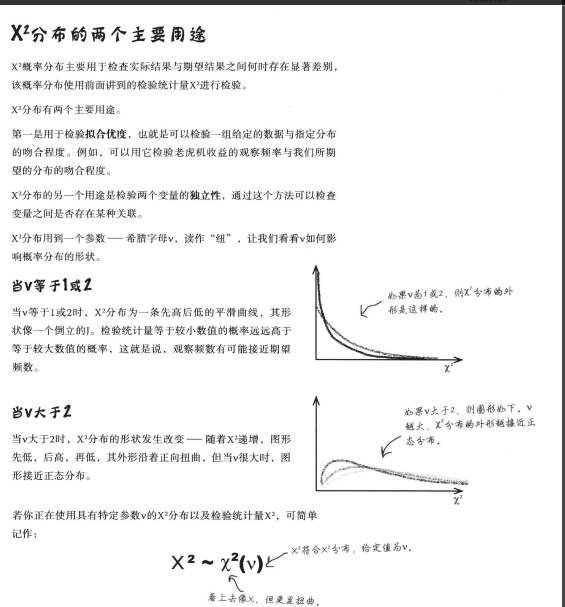 X²分布的两个主要用途
X²概率分布主要用于检查实际结果与期望结果之间何时存在显著差别，
该概率分布使用前面讲到的检验统计量X²进行检验。
X²分布有两个主要用途。
第一是用于检验拟合优度，也就是可以检验一组给定的数据与指定分布
的吻合程度。例如，可以用它检验老虎机收益的观察频率与我们所期
望的分布的吻合程度。
X²分布的另一个用途是检验两个变量的独立性，通过这个方法可以检查
变量之间是否存在某种关联。
X²分布用到一个参数 — 希腊字母ν，读作“纽”，让我们看看ν如何影
响概率分布的形状。
当ν等于1或2
当ν等于1或2时，X²分布为一条先高后低的平滑曲线，其形
状像一个倒立的J。检验统计量等于较小数值的概率远远高于
等于较大数值的概率，这就是说，观察频数有可能接近期望
频数。
如果ν为1或2，则χ²分布的外
形是这样的。
χ²
当ν大于2
当ν大于2时，X²分布的形状发生改变 — 随着X²递增，图形
先低，后高，再低，其外形沿着正向扭曲，但当ν很大时，图
形接近正态分布。
如果ν大于2，则图形如下，ν
越大，χ²分布的外形越接近正
态分布。
χ²
若你正在使用具有特定参数ν的X²分布以及检验统计量X²，可简单
记作：
X² ~ χ²(ν)
X²符合X²分布，给定值为ν。
看上去像X，但更显扭曲。